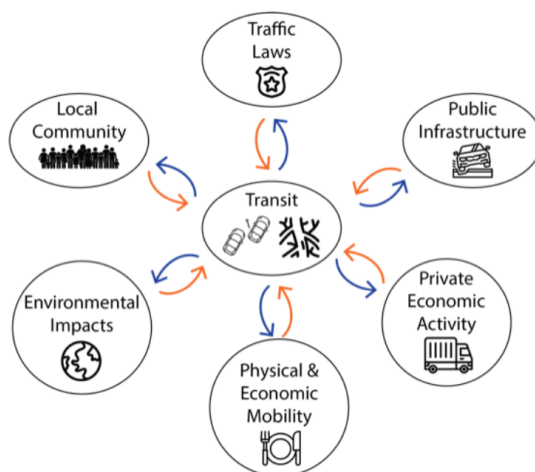 Traffic
Laws
Local
Community
Public
Infrastructure
Transit
Environmental
Impacts
Private
Economic
Activity
Physical &
Economic
Mobility